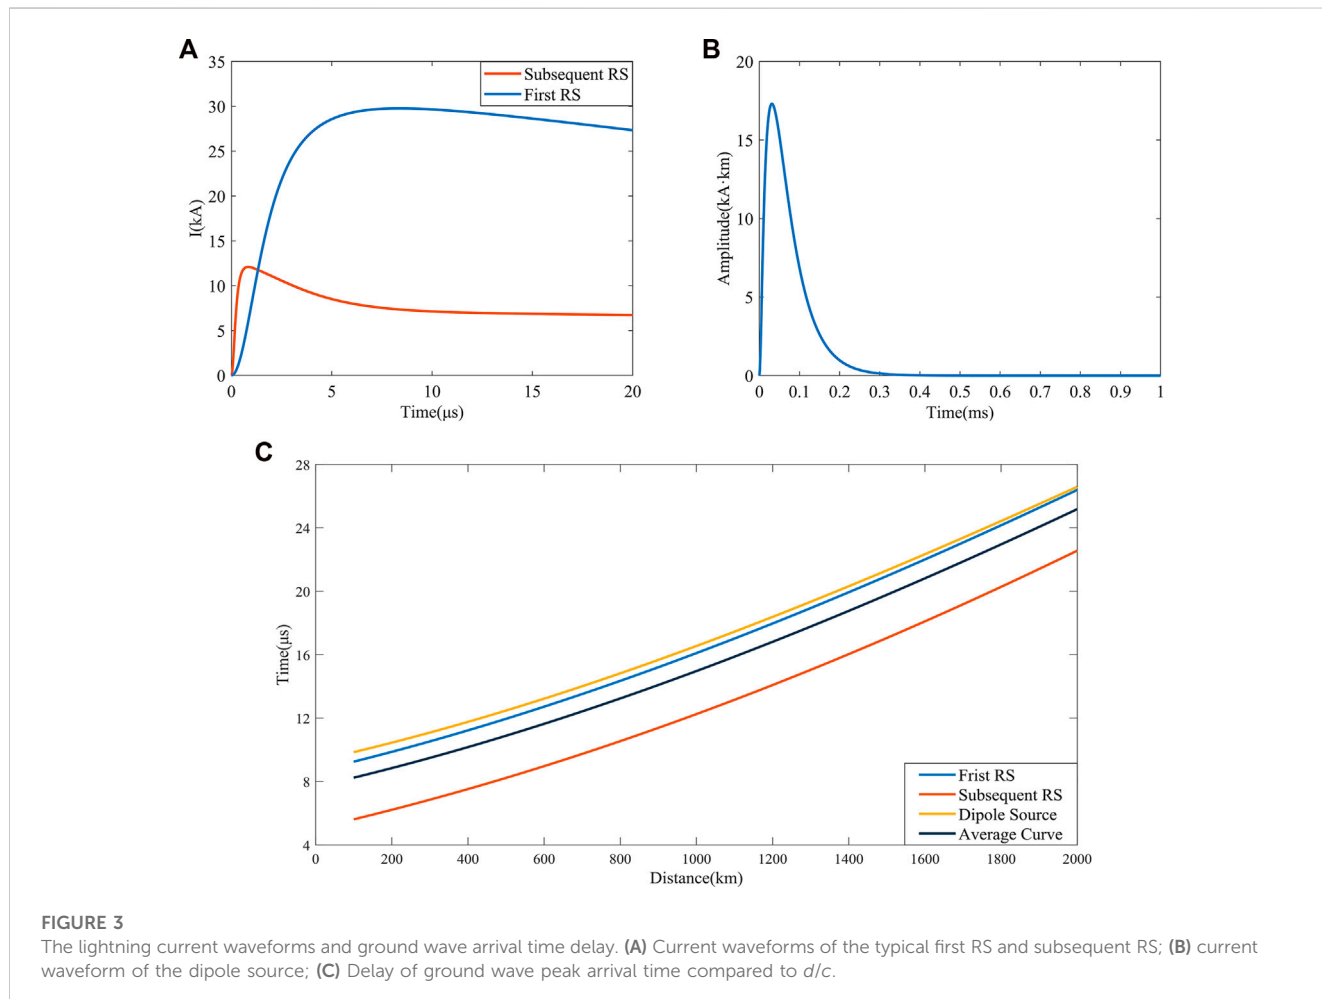 A
35
30
25
20
15
10
5
0
I(kA)
0 5 10 15 20
Time(μs)
Subsequent RS
First RS
B
20
15
10
5
0
Amplitude(kA·km)
0 0.1 0.2 0.3 0.4 0.5 0.6 0.7 0.8 0.9 1
Time(ms)
C
28
24
20
16
12
8
4
Time(μs)
0 200 400 600 800 1000 1200 1400 1600 1800 2000
Distance(km)
Frist RS
Subsequent RS
Dipole Source
Average Curve
FIGURE 3
The lightning current waveforms and ground wave arrival time delay. (A) Current waveforms of the typical first RS and subsequent RS; (B) current
waveform of the dipole source; (C) Delay of ground wave peak arrival time compared to d/c.